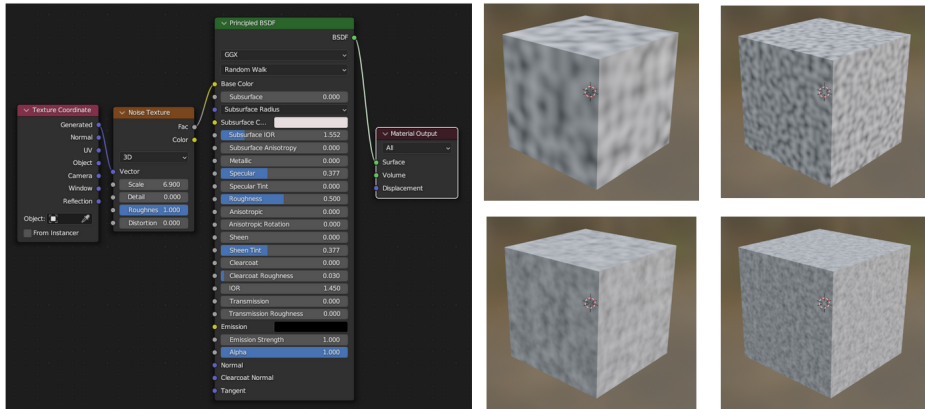 Texture Coordinate
Generated
Normal
UV
Object
Camera
Window
Reflection
Object:
From Instancer
Noise Texture
Fac
Color
3D
Vector
Scale 6.900
Detail 0.000
Roughnes 1.000
Distortion 0.000
Principled BSDF
BSDF
GGX
Random Walk
Base Color
Subsurface 0.000
Subsurface Radius
Subsurface C...
Subsurface IOR 1.552
Subsurface Anisotropy 0.000
Metallic 0.000
Specular 0.377
Specular Tint 0.000
Roughness 0.500
Anisotropic 0.000
Anisotropic Rotation 0.000
Sheen 0.000
Sheen Tint 0.377
Clearcoat 0.000
Clearcoat Roughness 0.030
IOR 1.450
Transmission 0.000
Transmission Roughness 0.000
Emission
Emission Strength 1.000
Alpha 1.000
Normal
Clearcoat Normal
Tangent
Material Output
All
Surface
Volume
Displacement